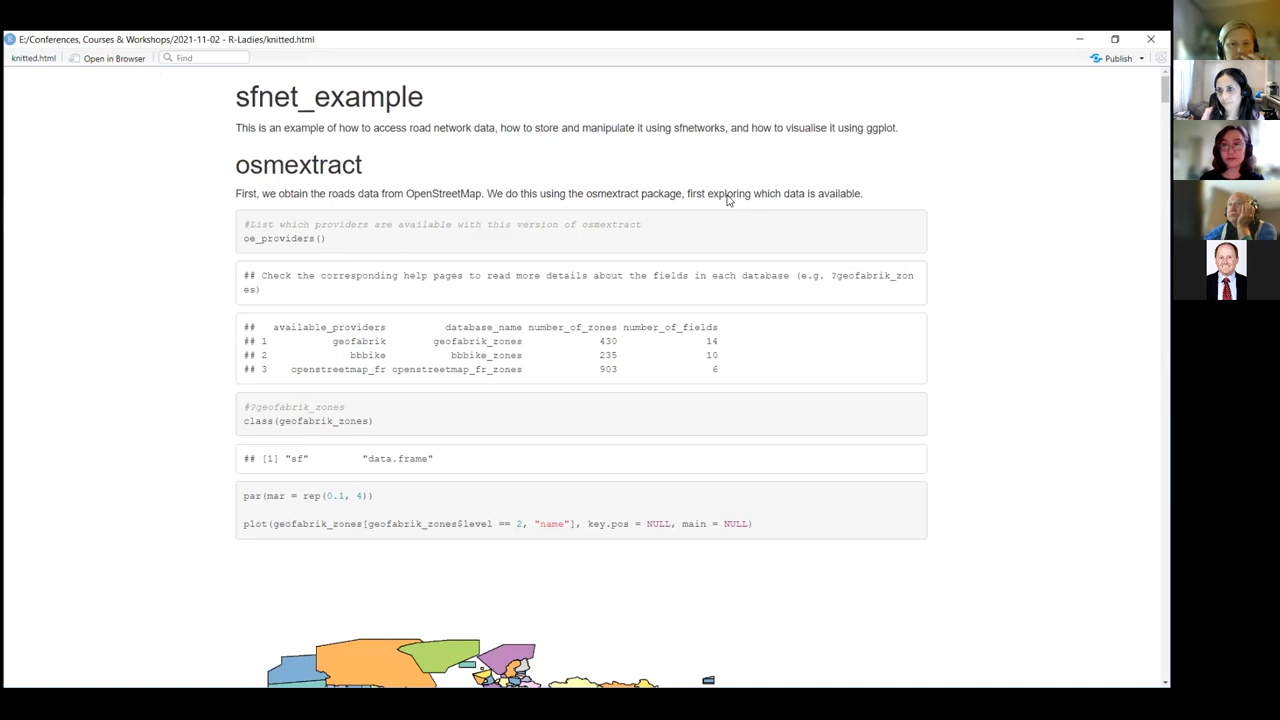 E:/Conferences, Courses & Workshops/2021-11-02 - R-Ladies/knitted.html
knitted.html Open in Browser Find Publish
sfnet_example
This is an example of how to access road network data, how to store and manipulate it using sfnetworks, and how to visualise it using ggplot.
osmextract
First, we obtain the roads data from OpenStreetMap. We do this using the osmextract package, first exploring which data is available.
#List which providers are available with this version of osmextract
oe_providers()
## Check the corresponding help pages to read more details about the fields in each database (e.g. ?geofabrik_zon
es)
## available_providers database_name number_of_zones number_of_fields
## 1 geofabrik geofabrik_zones 430 14
## 2 bbbike bbbike_zones 235 10
## 3 openstreetmap_fr openstreetmap_fr_zones 903 6
#?geofabrik_zones
class(geofabrik_zones)
## [1] "sf" "data.frame"
par(mar = rep(0.1, 4))
plot(geofabrik_zones[geofabrik_zones$level == 2, "name"], key.pos = NULL, main = NULL)